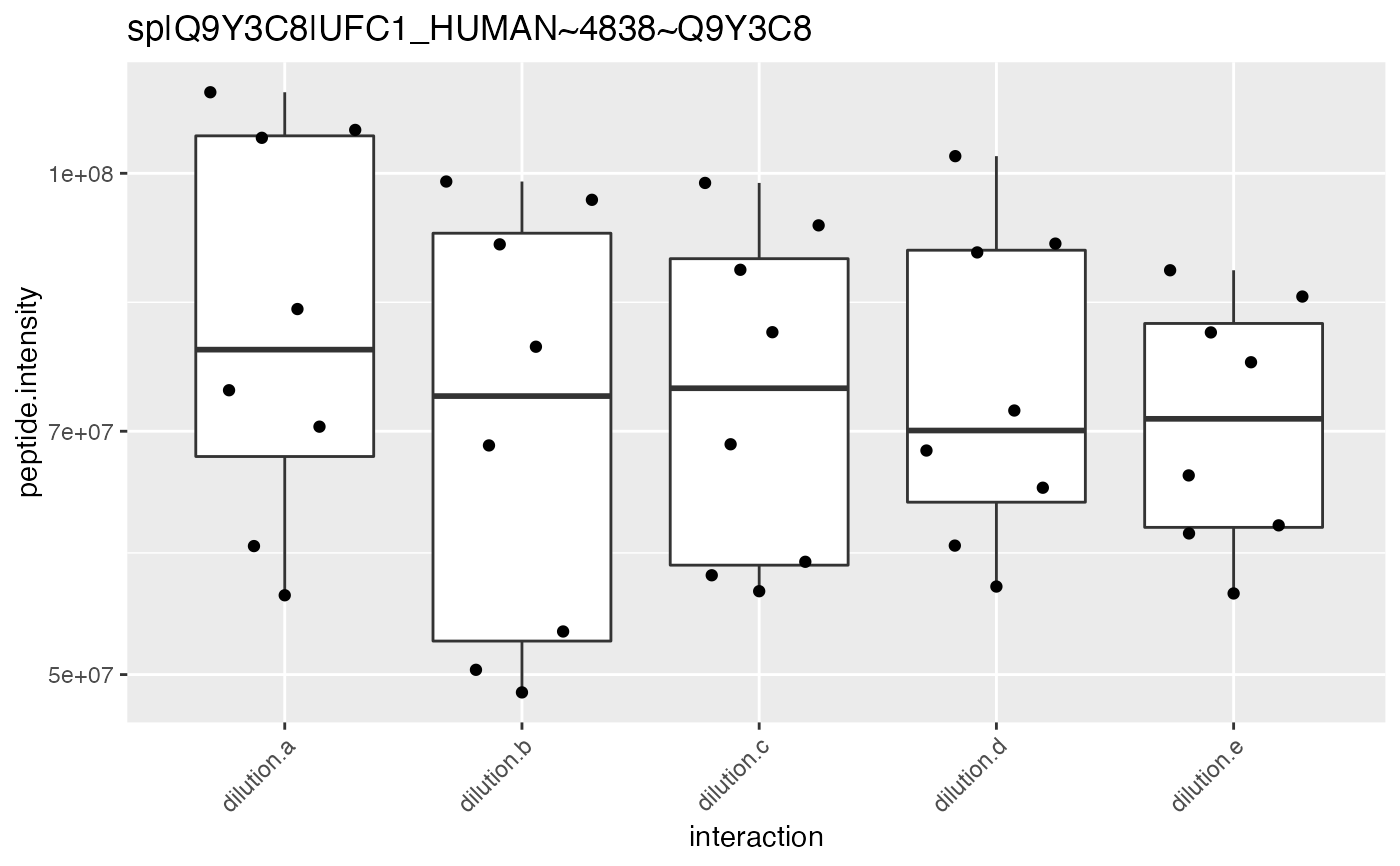 sp|Q9Y3C8|UFC1_HUMAN~4838~Q9Y3C8
peptide.intensity
1e+08
7e+07
5e+07
dilution.a
dilution.b
dilution.c
dilution.d
dilution.e
interaction